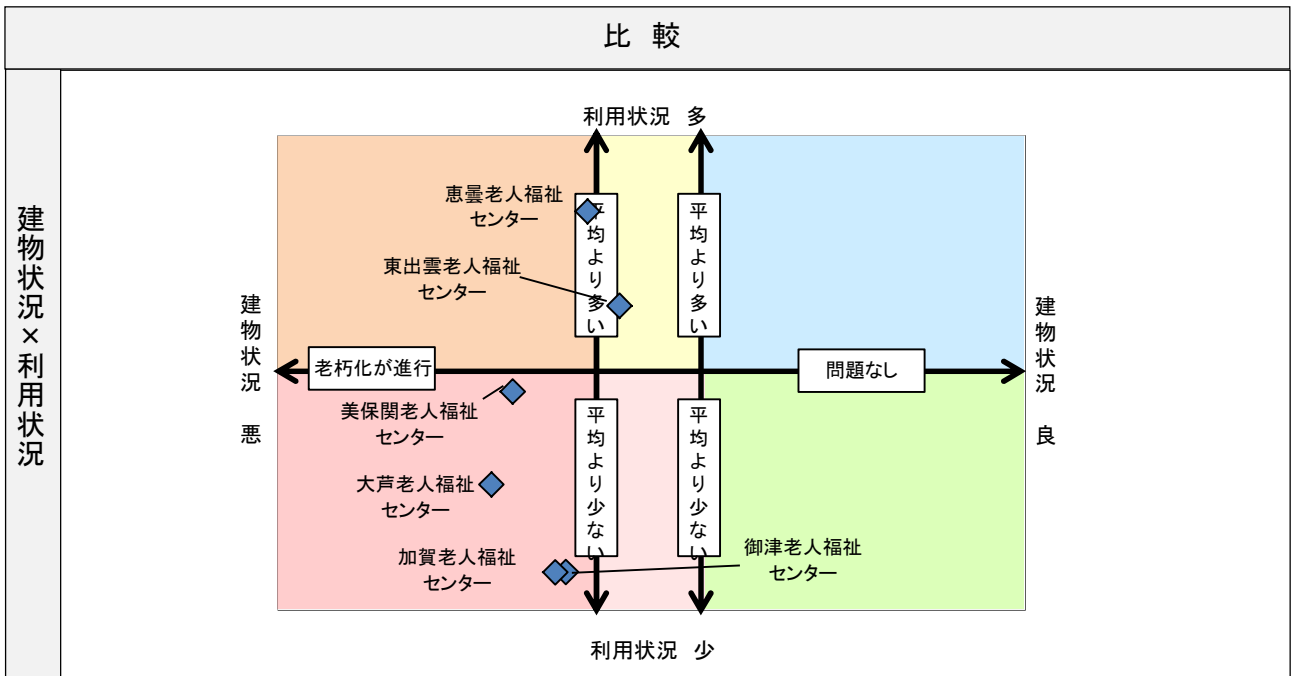 比 較
建物状況×利用状況
利用状況 多
恵曇老人福祉
センター
平均より多い
平均より多い
東出雲老人福祉
センター
建物状況 悪
老朽化が進行
問題なし
建物状況 良
美保関老人福祉
センター
平均より少ない
平均より少ない
大芦老人福祉
センター
加賀老人福祉
センター
御津老人福祉
センター
利用状況 少